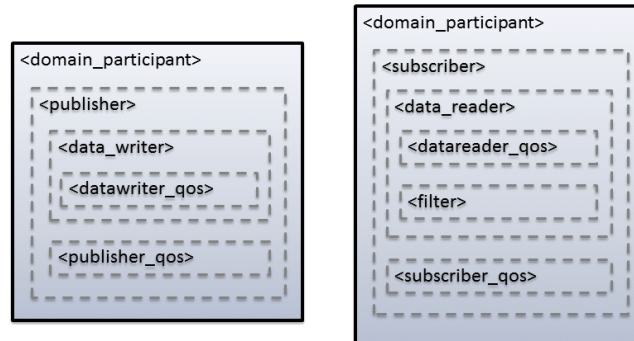 <domain_participant>
<publisher>
<data_writer>
<datawriter_qos>
<publisher_qos>
<domain_participant>
<subscriber>
<data_reader>
<datareader_qos>
<filter>
<subscriber_qos>